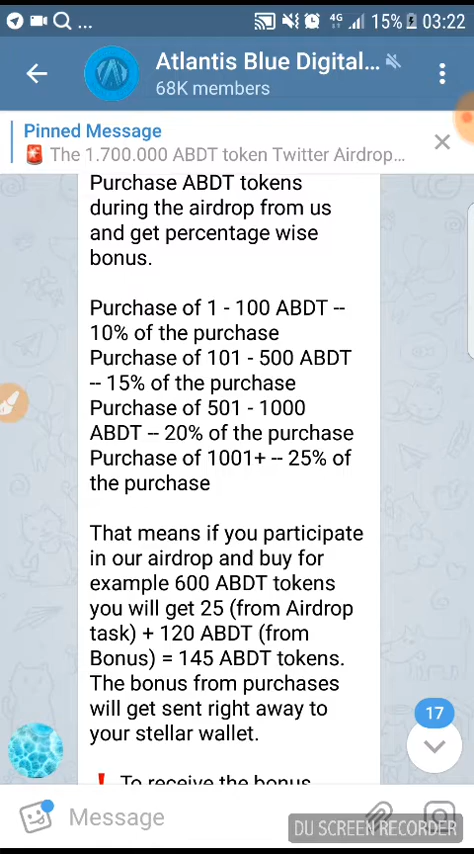 4G 15% 03:22
Atlantis Blue Digital...
68K members
Pinned Message
The 1.700.000 ABDT token Twitter Airdrop...
Purchase ABDT tokens
during the airdrop from us
and get percentage wise
bonus.
Purchase of 1 - 100 ABDT --
10% of the purchase
Purchase of 101 - 500 ABDT
-- 15% of the purchase
Purchase of 501 - 1000
ABDT -- 20% of the purchase
Purchase of 1001+ -- 25% of
the purchase
That means if you participate
in our airdrop and buy for
example 600 ABDT tokens
you will get 25 (from Airdrop
task) + 120 ABDT (from
Bonus) = 145 ABDT tokens.
The bonus from purchases
will get sent right away to
your stellar wallet.
17
❗ To receive the bonus
Message
DU SCREEN RECORDER